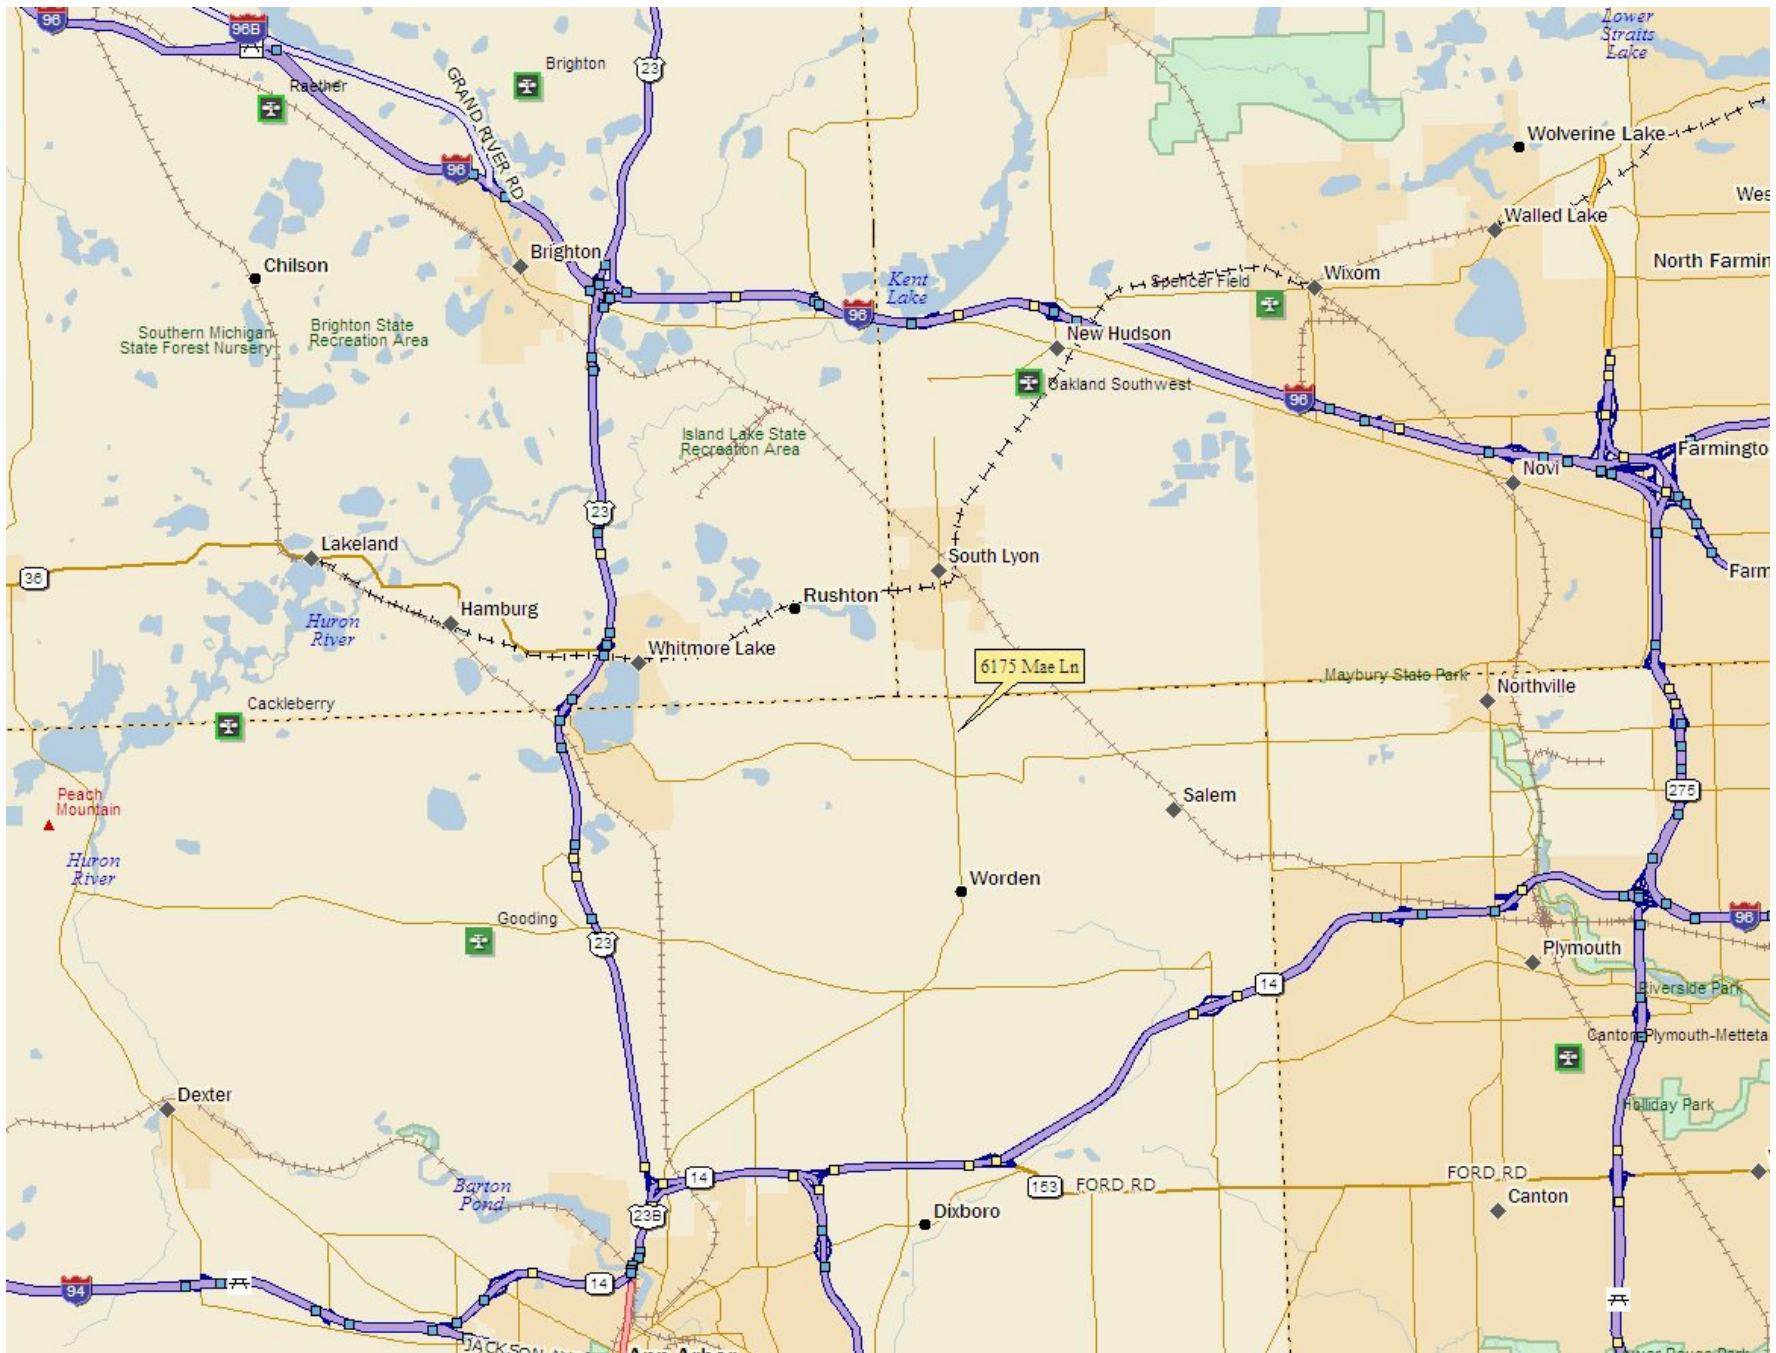 96
96B
Lower
Straits
Lake
Brighton
23
Raether
GRAND RIVER RD
Wolverine Lake
96
Wes
Walled Lake
Brighton
Chilson
North Farmin
Kent
Lake
Wixom
Spencer Field
96
Southern Michigan
State Forest Nursery
Brighton State
Recreation Area
New Hudson
Oakland Southwest
96
Island Lake State
Recreation Area
Farmingto
Novi
23
Lakeland
South Lyon
36
Farm
Rushton
Hamburg
Huron
River
Whitmore Lake
6175 Mae Ln
Maybury State Park
Northville
Cackleberry
Peach
Mountain
Salem
275
Huron
River
Worden
Gooding
23
96
Plymouth
14
Riverside Park
Canton-Plymouth-Metteta
Dexter
Holliday Park
Barton
Pond
14
153
FORD RD
FORD RD
Canton
23B
Dixboro
94
14
JACKSON
Ann Arbor